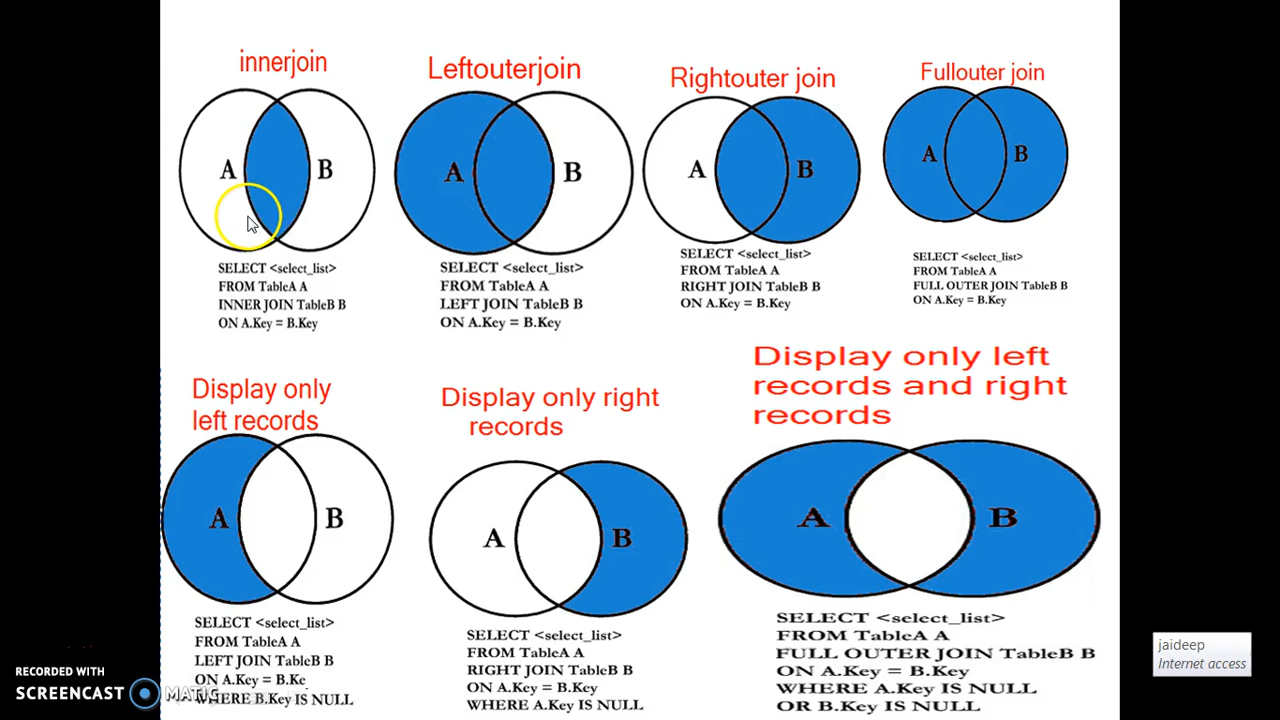 innerjoin
Leftouterjoin
Rightouter join
Fullouter join
A
B
A
B
A
B
A
B
SELECT <select_list>
FROM TableA A
INNER JOIN TableB B
ON A.Key = B.Key
SELECT <select_list>
FROM TableA A
LEFT JOIN TableB B
ON A.Key = B.Key
SELECT <select_list>
FROM TableA A
RIGHT JOIN TableB B
ON A.Key = B.Key
SELECT <select_list>
FROM TableA A
FULL OUTER JOIN TableB B
ON A.Key = B.Key
Display only
left records
A
B
SELECT <select_list>
FROM TableA A
LEFT JOIN TableB B
ON A.Key = B.Ke
WHERE B.Key IS NULL
Display only right
records
A
B
SELECT <select_list>
FROM TableA A
RIGHT JOIN TableB B
ON A.Key = B.Key
WHERE A.Key IS NULL
Display only left
records and right
records
A
B
SELECT <select_list>
FROM TableA A
FULL OUTER JOIN TableB B
ON A.Key = B.Key
WHERE A.Key IS NULL
OR B.Key IS NULL
RECORDED WITH
SCREENCAST MATIC
jaideep
Internet access